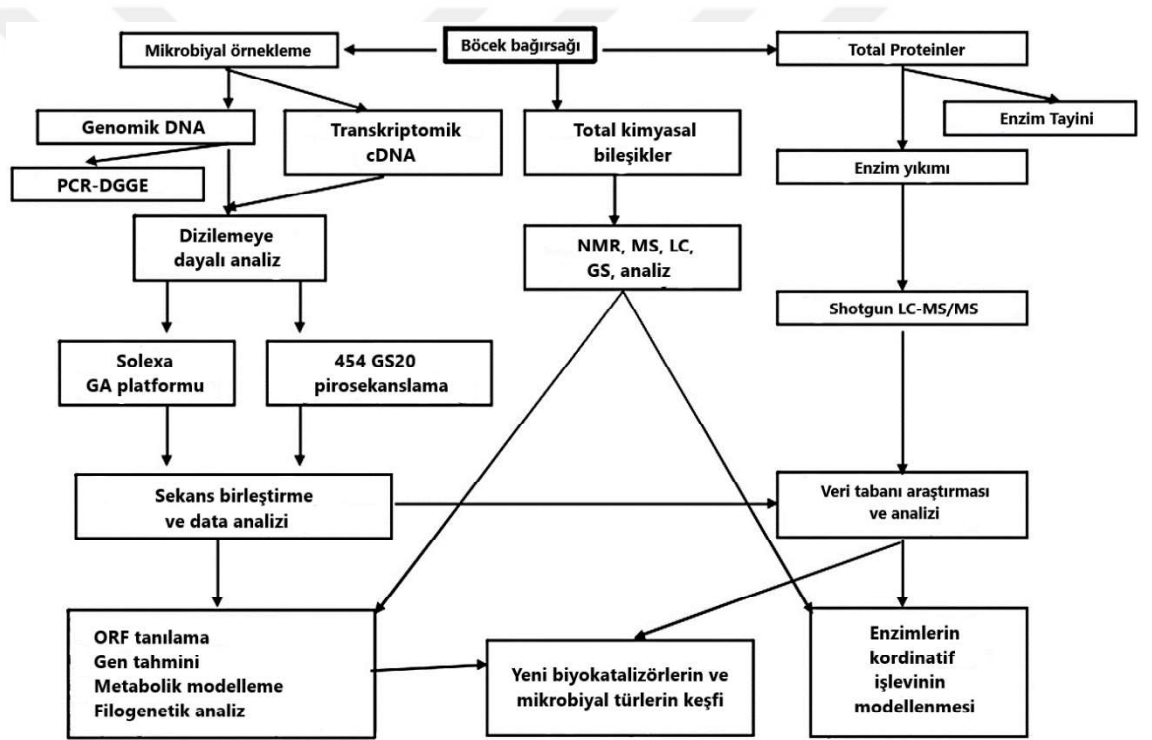 Mikrobiyal örnekleme
Böcek bağırsağı
Total Proteinler
Genomik DNA
Transkriptomik
cDNA
Total kimyasal
bileşikler
Enzim Tayini
PCR-DGGE
Enzim yıkımı
Dizilemeye
dayalı analiz
NMR, MS, LC,
GS, analiz
Shotgun LC-MS/MS
Solexa
GA platformu
454 GS20
pirosekanslama
Sekans birleştirme
ve data analizi
Veri tabanı araştırması
ve analizi
ORF tanılama
Gen tahmini
Metabolik modelleme
Filogenetik analiz
Yeni biyokatalizörlerin ve
mikrobiyal türlerin keşfi
Enzimlerin
kordinatif
işlevinin
modellenmesi